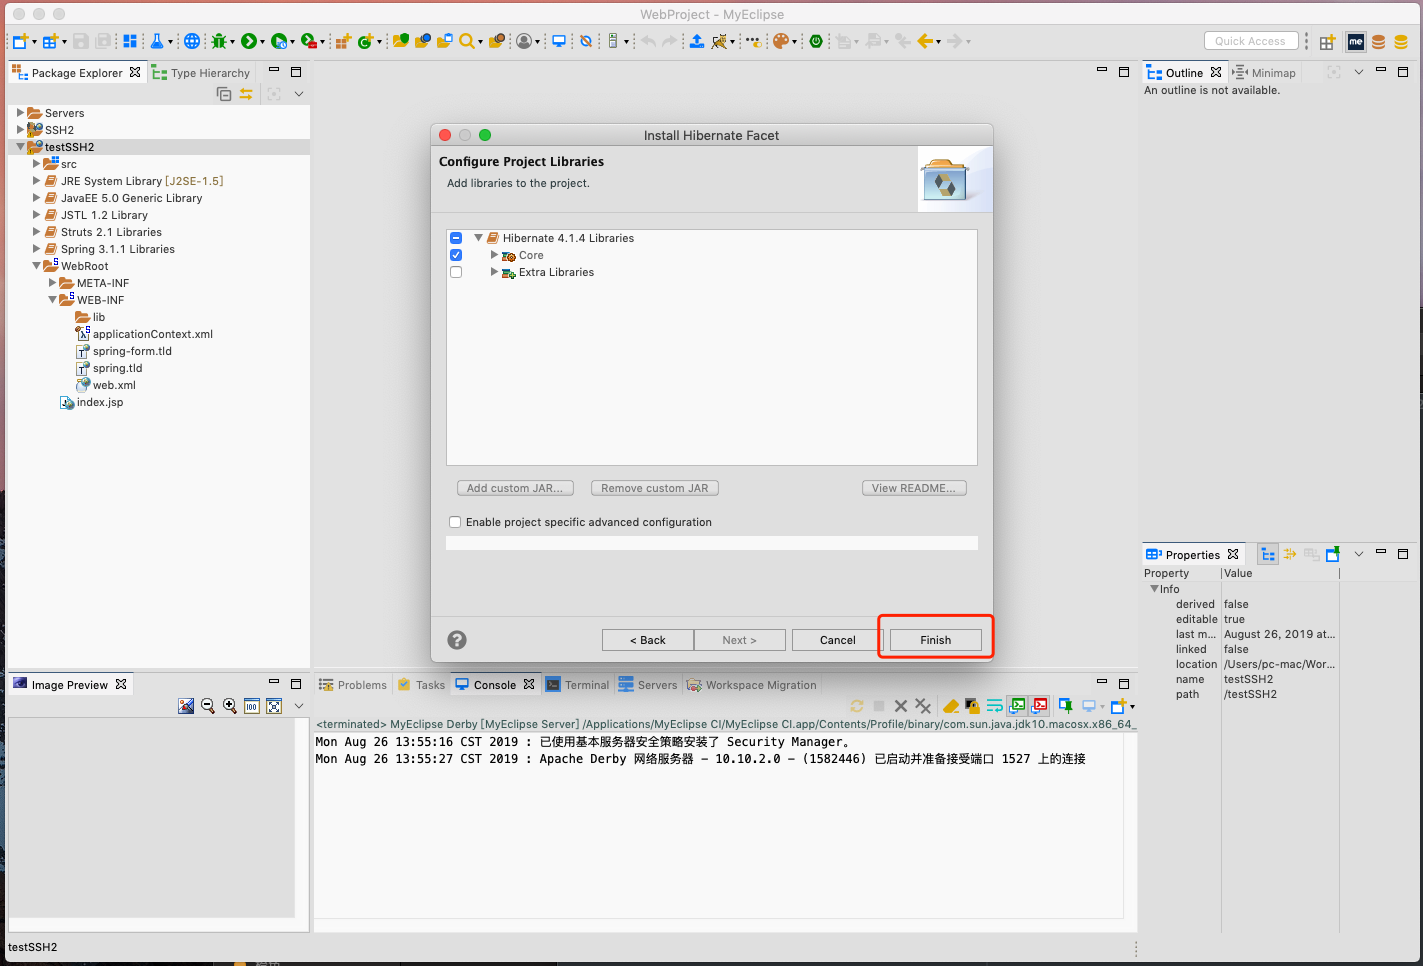 WebProject - MyEclipse
Quick Access
me
Package Explorer
Type Hierarchy
Servers
SSH2
testSSH2
src
JRE System Library [J2SE-1.5]
JavaEE 5.0 Generic Library
JSTL 1.2 Library
Struts 2.1 Libraries
Spring 3.1.1 Libraries
WebRoot
META-INF
WEB-INF
lib
applicationContext.xml
spring-form.tld
spring.tld
web.xml
index.jsp
Install Hibernate Facet
Configure Project Libraries
Add libraries to the project.
Hibernate 4.1.4 Libraries
Core
Extra Libraries
Add custom JAR...
Remove custom JAR
View README...
Enable project specific advanced configuration
?
< Back
Next >
Cancel
Finish
Outline
Minimap
An outline is not available.
Properties
Property
Value
Info
derived false
editable true
last m... August 26, 2019 at...
linked false
location /Users/pc-mac/Wor...
name testSSH2
path /testSSH2
Image Preview
100
Problems
Tasks
Console
Terminal
Servers
Workspace Migration
<terminated> MyEclipse Derby [MyEclipse Server] /Applications/MyEclipse CI/MyEclipse CI.app/Contents/Profile/binary/com.sun.java.jdk10.macosx.x86_64_
Mon Aug 26 13:55:16 CST 2019 : 已使用基本服务器安全策略安装了 Security Manager。
Mon Aug 26 13:55:27 CST 2019 : Apache Derby 网络服务器 - 10.10.2.0 - (1582446) 已启动并准备接受端口 1527 上的连接
testSSH2